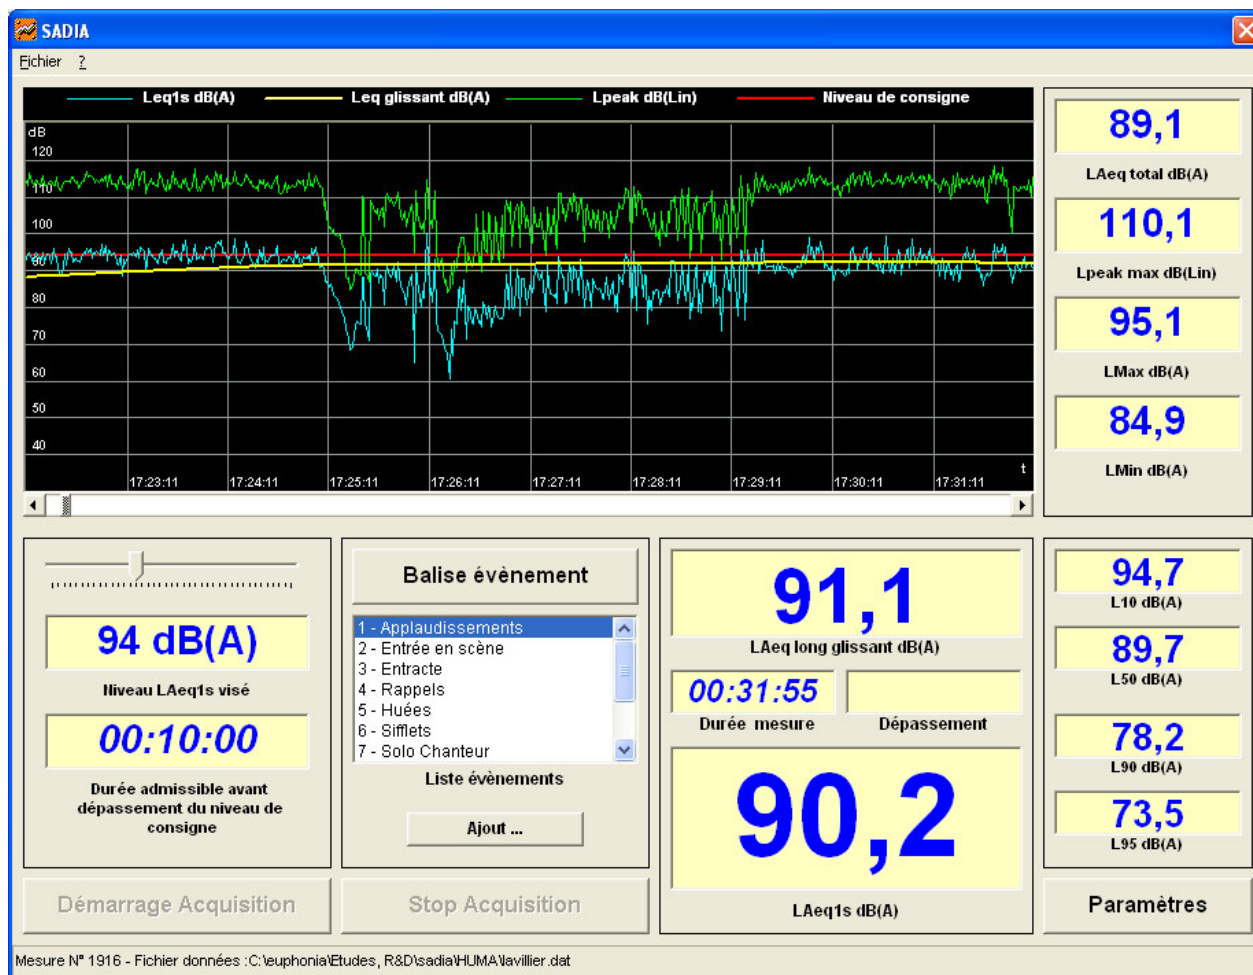 SADIA
Fichier ?
Leq1s dB(A) Leq glissant dB(A) Lpeak dB(Lin) Niveau de consigne
dB
120
110
100
90
80
70
60
50
40
t
17:23:11 17:24:11 17:25:11 17:26:11 17:27:11 17:28:11 17:29:11 17:30:11 17:31:11
89,1
LAeq total dB(A)
110,1
Lpeak max dB(Lin)
95,1
LMax dB(A)
84,9
LMin dB(A)
94 dB(A)
Niveau LAeq1s visé
00:10:00
Durée admissible avant
dépassement du niveau de
consigne
Balise évènement
1 - Applaudissements
2 - Entrée en scène
3 - Entracte
4 - Rappels
5 - Huées
6 - Sifflets
7 - Solo Chanteur
Liste évènements
Ajout ...
91,1
LAeq long glissant dB(A)
00:31:55
Durée mesure Dépassement
90,2
LAeq1s dB(A)
94,7
L10 dB(A)
89,7
L50 dB(A)
78,2
L90 dB(A)
73,5
L95 dB(A)
Démarrage Acquisition Stop Acquisition Paramètres
Mesure N° 1916 - Fichier données :C:\euphonia\Etudes, R&D\sadia\HUMA\lavillier.dat